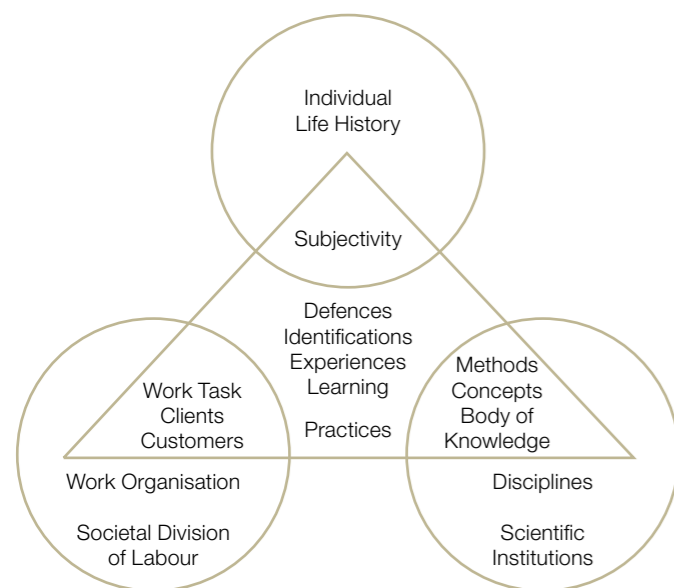 Individual
Life History
Subjectivity
Defences
Identifications
Experiences
Learning
Practices
Work Task
Clients
Customers
Work Organisation
Societal Division
of Labour
Methods
Concepts
Body of
Knowledge
Disciplines
Scientific
Institutions